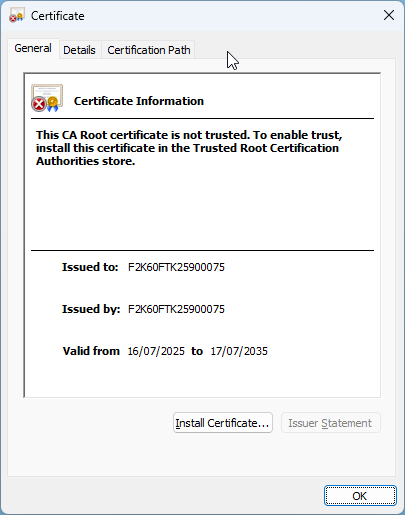 Certificate
General
Details
Certification Path
Certificate Information
This CA Root certificate is not trusted. To enable trust,
install this certificate in the Trusted Root Certification
Authorities store.
Issued to: F2K60FTK25900075
Issued by: F2K60FTK25900075
Valid from 16/07/2025 to 17/07/2035
Install Certificate...
Issuer Statement
OK